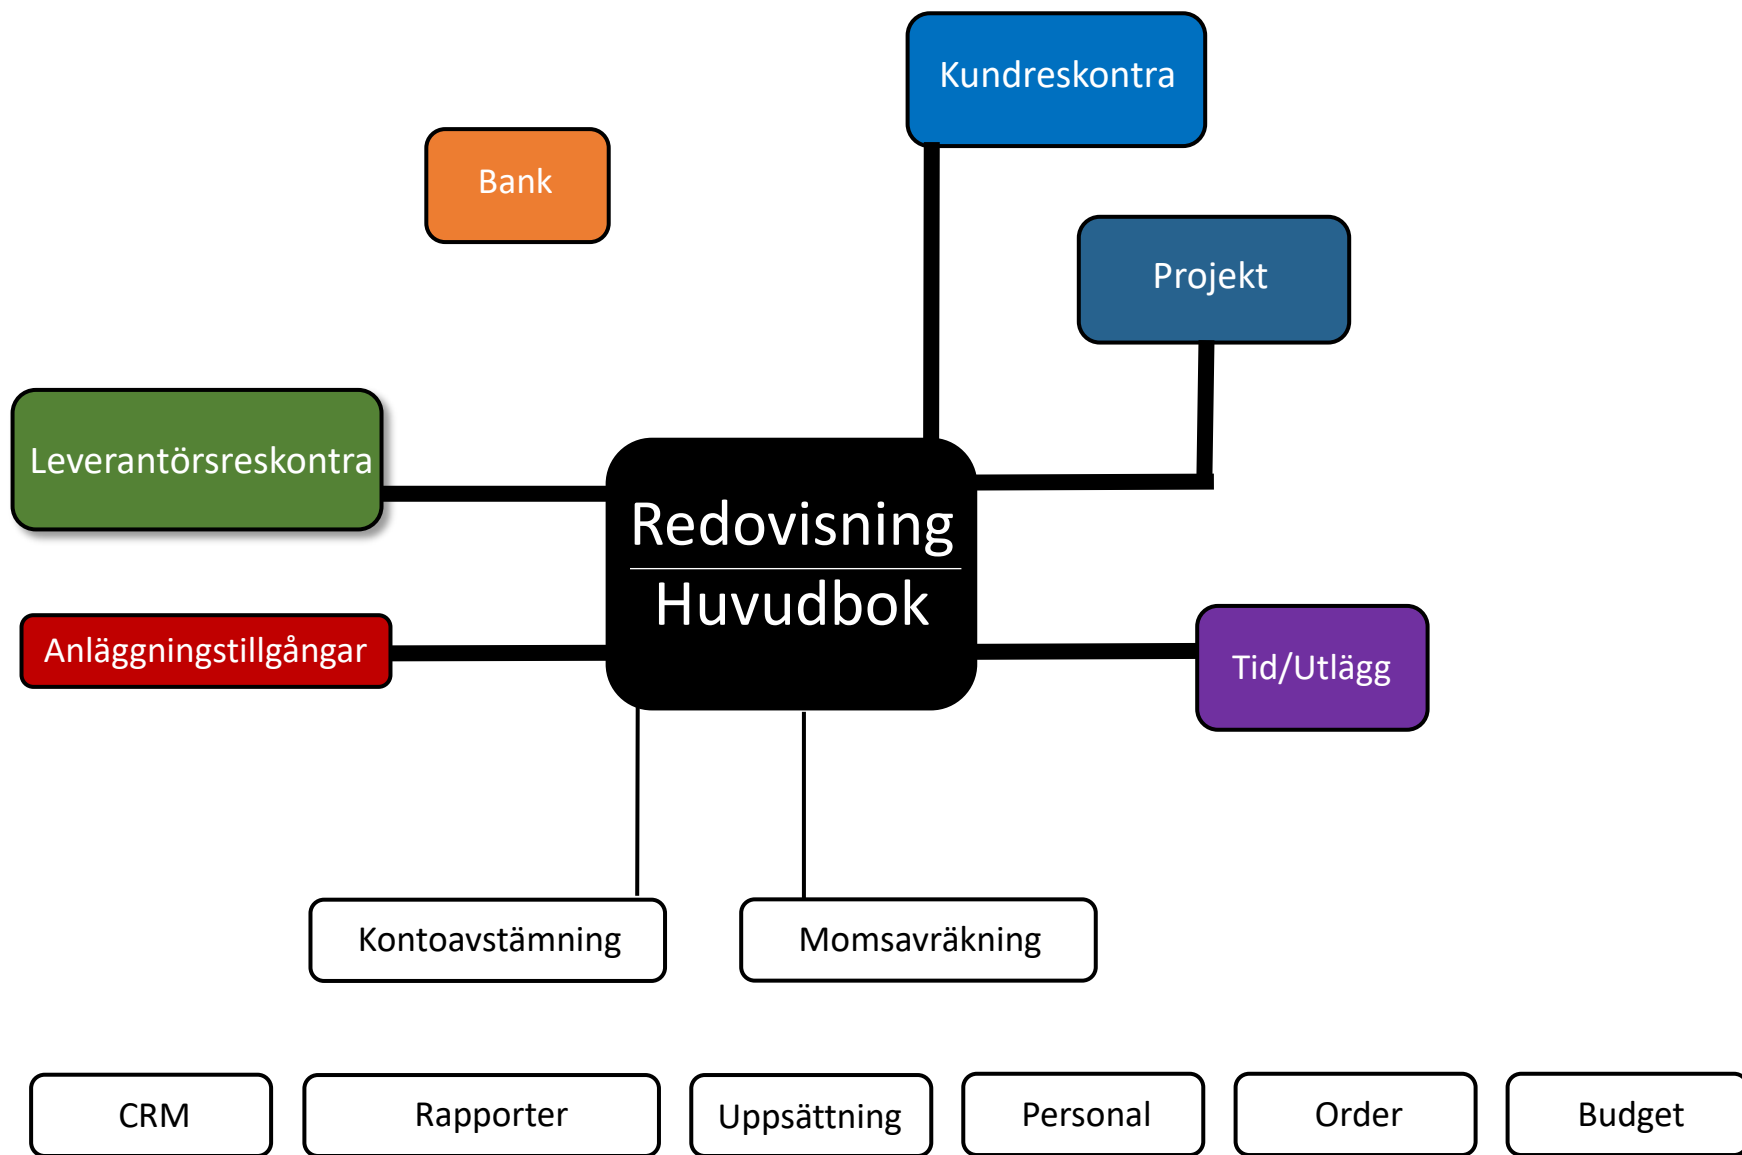 Kundreskontra
Bank
Projekt
Leverantörsreskontra
Redovisning
Huvudbok
Anläggningstillgångar
Tid/Utlägg
Kontoavstämning
Momsavräkning
CRM
Rapporter
Uppsättning
Personal
Order
Budget